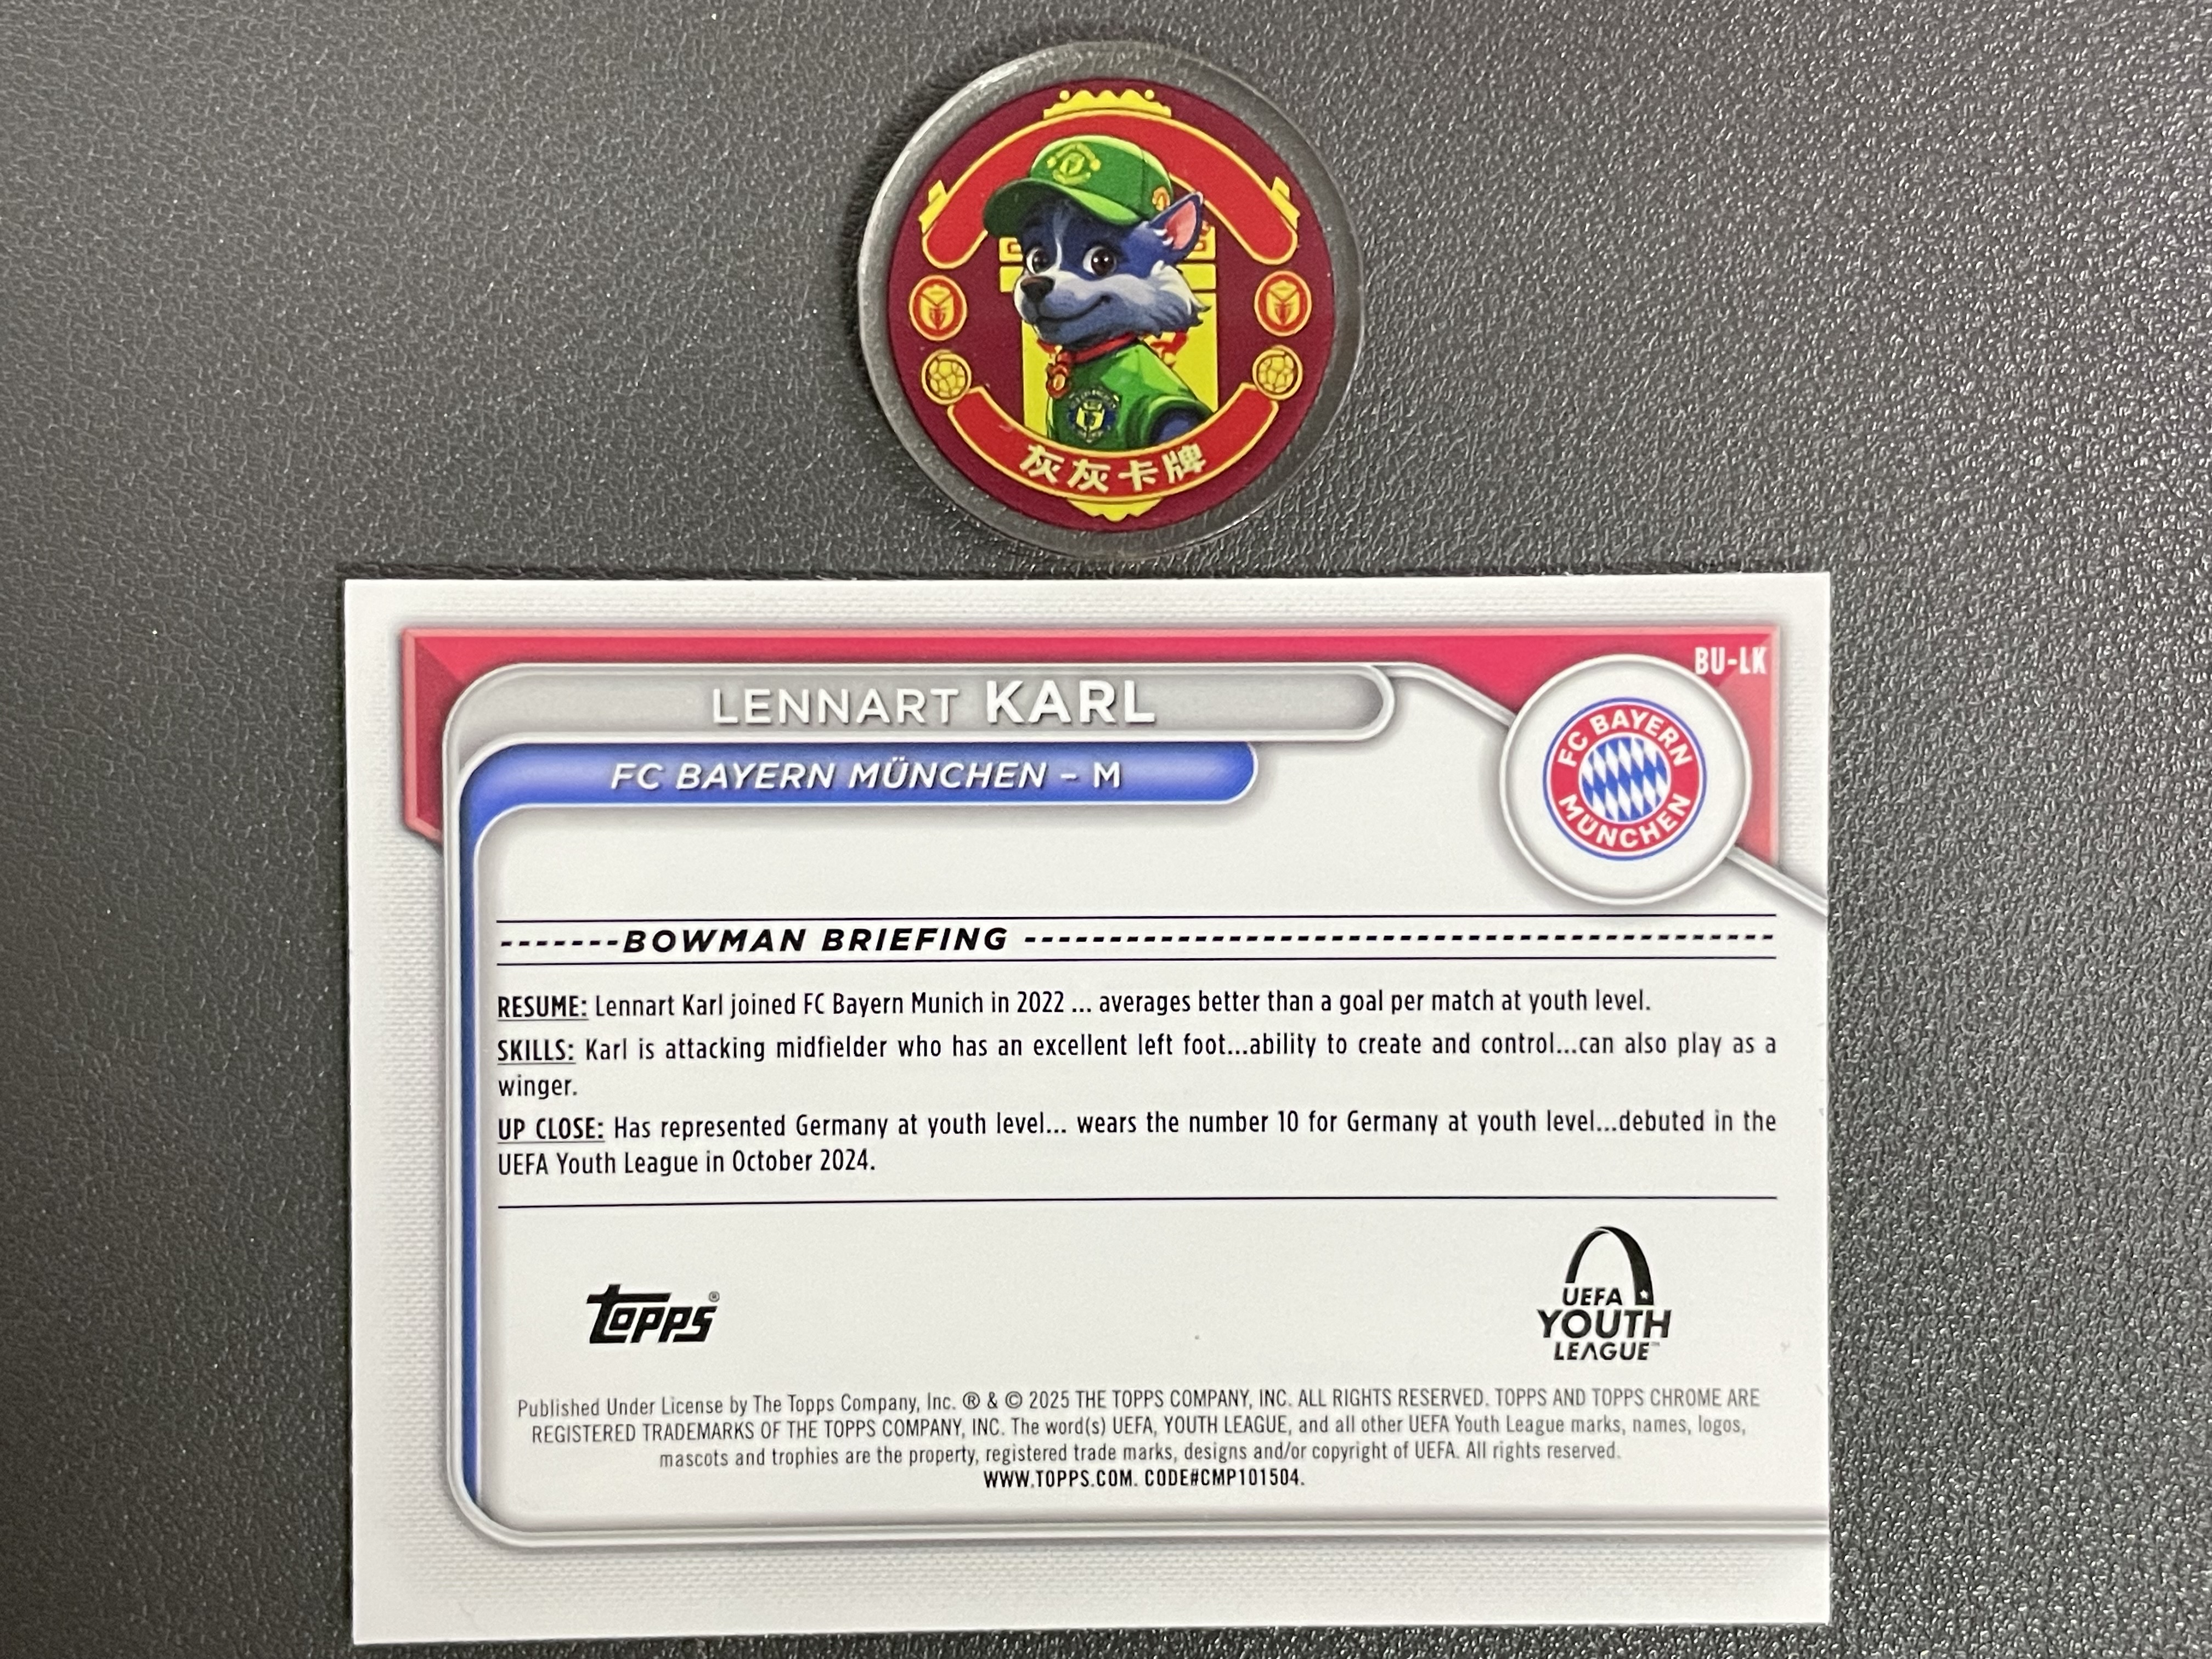 灰灰卡牌
BU-LK
LENNART KARL
FC BAYERN MÜNCHEN – M
FC BAYERN
MÜNCHEN
-------BOWMAN BRIEFING --------------------------------------------
RESUME: Lennart Karl joined FC Bayern Munich in 2022 ... averages better than a goal per match at youth level.
SKILLS: Karl is attacking midfielder who has an excellent left foot...ability to create and control...can also play as a
winger.
UP CLOSE: Has represented Germany at youth level... wears the number 10 for Germany at youth level...debuted in the
UEFA Youth League in October 2024.
topps®
UEFA
YOUTH
LEAGUE™
Published Under License by The Topps Company, Inc. ® & © 2025 THE TOPPS COMPANY, INC. ALL RIGHTS RESERVED. TOPPS AND TOPPS CHROME ARE
REGISTERED TRADEMARKS OF THE TOPPS COMPANY, INC. The word(s) UEFA, YOUTH LEAGUE, and all other UEFA Youth League marks, names, logos,
mascots and trophies are the property, registered trade marks, designs and/or copyright of UEFA. All rights reserved.
WWW.TOPPS.COM. CODE#CMP101504.